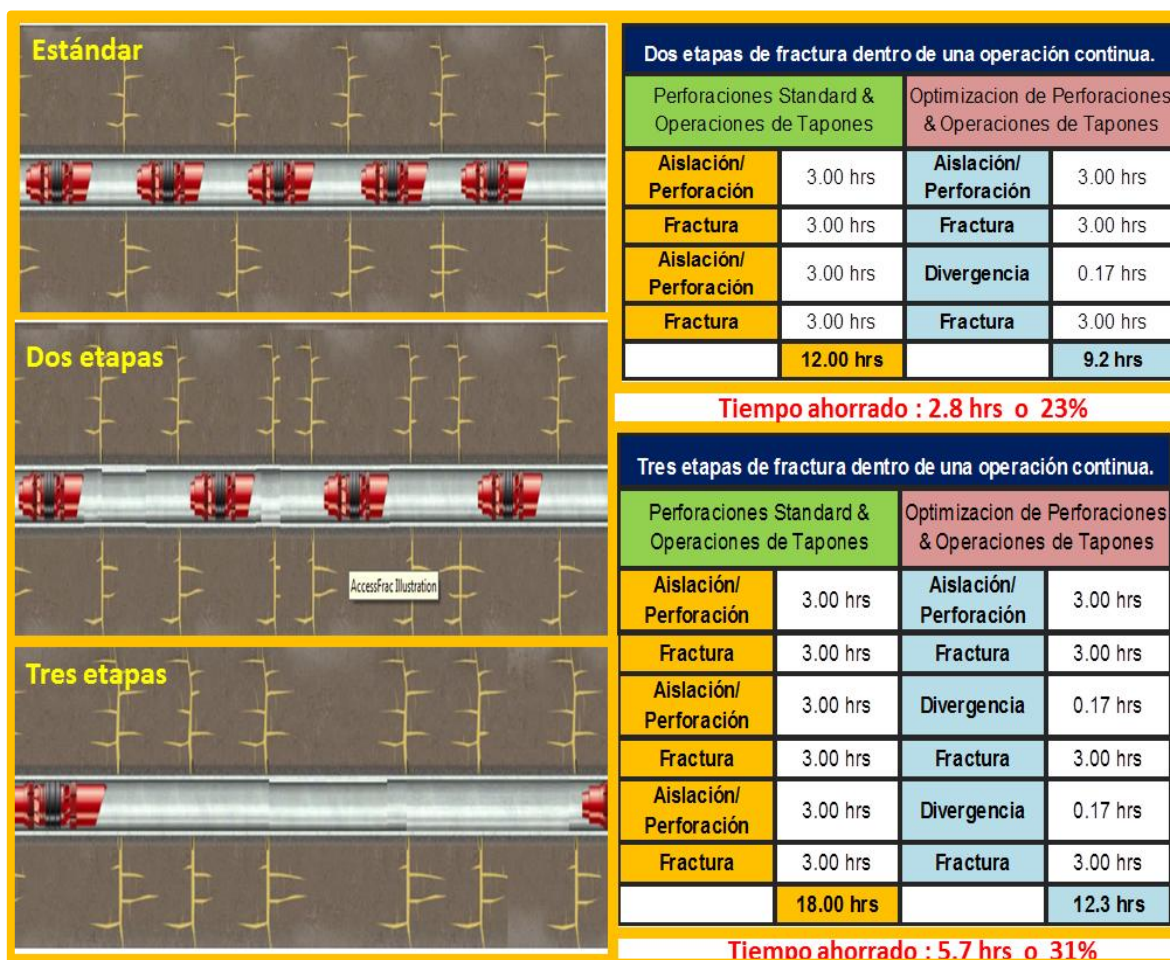 Estándar
Dos etapas
AccessFrac Illustration
Tres etapas
Dos etapas de fractura dentro de una operación continua.
Perforaciones Standard &
Operaciones de Tapones
Optimizacion de Perforaciones
& Operaciones de Tapones
Aislación/
Perforación
3.00 hrs
Aislación/
Perforación
3.00 hrs
Fractura
3.00 hrs
Fractura
3.00 hrs
Aislación/
Perforación
3.00 hrs
Divergencia
0.17 hrs
Fractura
3.00 hrs
Fractura
3.00 hrs
12.00 hrs
9.2 hrs
Tiempo ahorrado : 2.8 hrs o 23%
Tres etapas de fractura dentro de una operación continua.
Perforaciones Standard &
Operaciones de Tapones
Optimizacion de Perforaciones
& Operaciones de Tapones
Aislación/
Perforación
3.00 hrs
Aislación/
Perforación
3.00 hrs
Fractura
3.00 hrs
Fractura
3.00 hrs
Aislación/
Perforación
3.00 hrs
Divergencia
0.17 hrs
Fractura
3.00 hrs
Fractura
3.00 hrs
Aislación/
Perforación
3.00 hrs
Divergencia
0.17 hrs
Fractura
3.00 hrs
Fractura
3.00 hrs
18.00 hrs
12.3 hrs
Tiempo ahorrado : 5.7 hrs o 31%